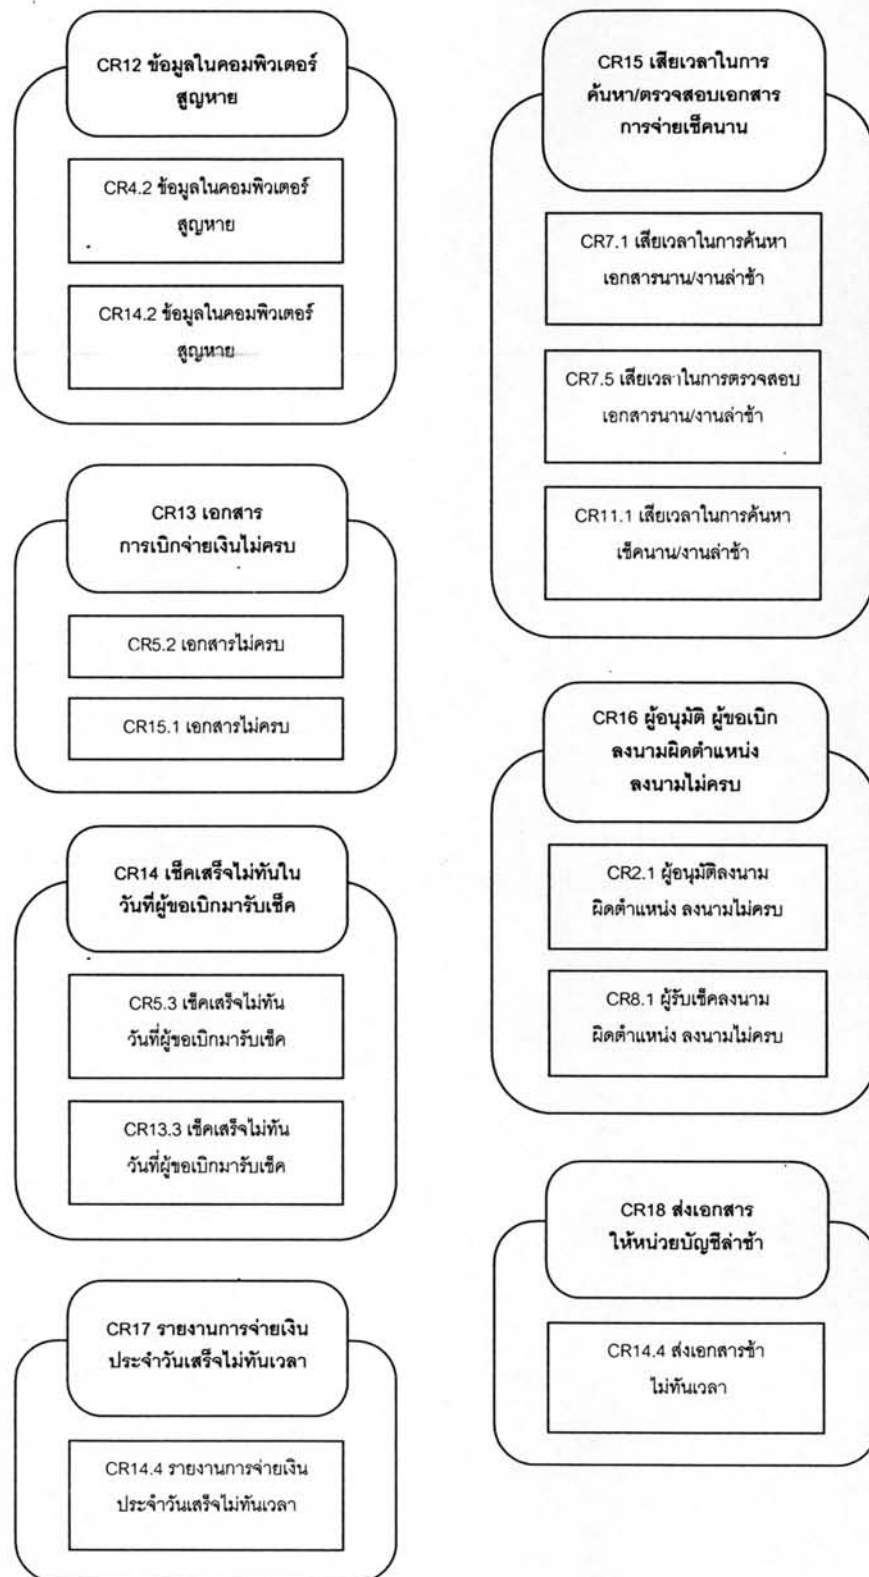 CR12 ข้อมูลในคอมพิวเตอร์
สูญหาย
CR4.2 ข้อมูลในคอมพิวเตอร์
สูญหาย
CR14.2 ข้อมูลในคอมพิวเตอร์
สูญหาย
CR13 เอกสาร
การเบิกจ่ายเงินไม่ครบ
CR5.2 เอกสารไม่ครบ
CR15.1 เอกสารไม่ครบ
CR14 เช็คเสร็จไม่ทันใน
วันที่ผู้ขอเบิกมารับเช็ค
CR5.3 เช็คเสร็จไม่ทัน
วันที่ผู้ขอเบิกมารับเช็ค
CR13.3 เช็คเสร็จไม่ทัน
วันที่ผู้ขอเบิกมารับเช็ค
CR17 รายงานการจ่ายเงิน
ประจำวันเสร็จไม่ทันเวลา
CR14.4 รายงานการจ่ายเงิน
ประจำวันเสร็จไม่ทันเวลา
CR15 เสียเวลาในการ
ค้นหา/ตรวจสอบเอกสาร
การจ่ายเช็คนาน
CR7.1 เสียเวลาในการค้นหา
เอกสารนาน/งานล่าช้า
CR7.5 เสียเวลาในการตรวจสอบ
เอกสารนาน/งานล่าช้า
CR11.1 เสียเวลาในการค้นหา
เช็คนาน/งานล่าช้า
CR16 ผู้อนุมัติ ผู้ขอเบิก
ลงนามผิดตำแหน่ง
ลงนามไม่ครบ
CR2.1 ผู้อนุมัติลงนาม
ผิดตำแหน่ง ลงนามไม่ครบ
CR8.1 ผู้รับเช็คลงนาม
ผิดตำแหน่ง ลงนามไม่ครบ
CR18 ส่งเอกสาร
ให้หน่วยบัญชีล่าช้า
CR14.4 ส่งเอกสารช้า
ไม่ทันเวลา